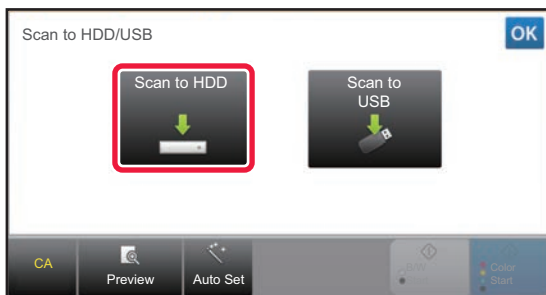 Scan to HDD/USB
OK
Scan to HDD
Scan to
USB
CA
Preview
Auto Set
B/W
Color
Start